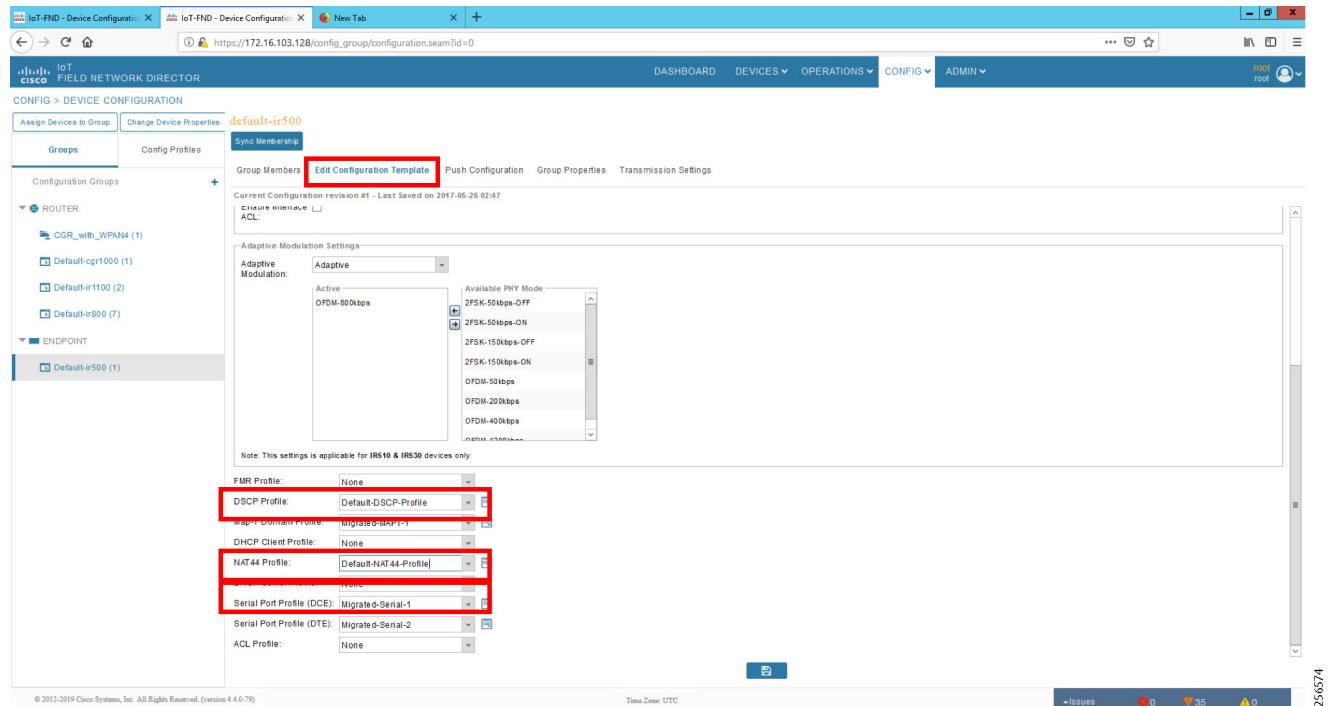 IoT-FND - Device Configuratio
IoT-FND - Device Configuratio
New Tab
https://172.16.103.128/config_group/configuration.seam?id=0
CISCO
IoT
FIELD NETWORK DIRECTOR
DASHBOARD
DEVICES
OPERATIONS
CONFIG
ADMIN
root
root
CONFIG > DEVICE CONFIGURATION
Assign Devices to Group
Change Device Properties
default-ir500
Sync Membership
Groups
Config Profiles
Group Members
Edit Configuration Template
Push Configuration
Group Properties
Transmission Settings
Configuration Groups
+
Current Configuration revision #1 - Last Saved on 2017-05-26 02:47
ROUTER
CGR_with_WPAN4 (1)
Default-cgr1000 (1)
Default-ir1100 (2)
Default-ir800 (7)
ENDPOINT
Default-ir500 (1)
Enable Interface
ACL:
Adaptive Modulation Settings
Adaptive
Modulation:
Adaptive
Active
OFDM-800kbps
Available PHY Mode
2FSK-50kbps-OFF
2FSK-50kbps-ON
2FSK-150kbps-OFF
2FSK-150kbps-ON
OFDM-50kbps
OFDM-200kbps
OFDM-400kbps
OFDM-1200kbps
Note: This settings is applicable for IR510 & IR530 devices only.
FMR Profile: None
DSCP Profile: Default-DSCP-Profile
Map-T Domain Profile: Migrated-MAPT-1
DHCP Client Profile: None
NAT44 Profile: Default-NAT44-Profile
None
Serial Port Profile (DCE): Migrated-Serial-1
Serial Port Profile (DTE): Migrated-Serial-2
ACL Profile: None
© 2012-2019 Cisco Systems, Inc. All Rights Reserved. (version 4.4.0-79)
Time Zone: UTC
Issues
0
35
0
256574